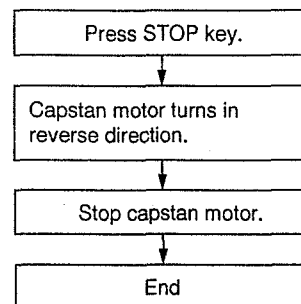 Press STOP key.
Capstan motor turns in
reverse direction.
Stop capstan motor.
End